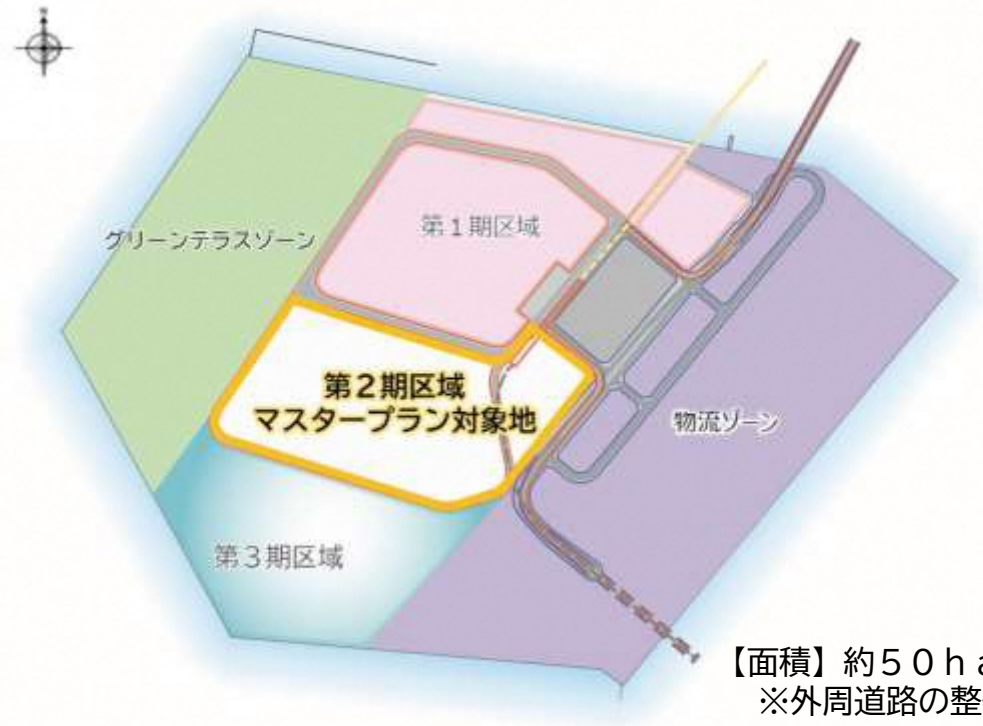 第1期区域
グリーンテラスゾーン
第2期区域
マスタープラン対象地
物流ゾーン
第3期区域
【面積】約50ha
※外周道路の整